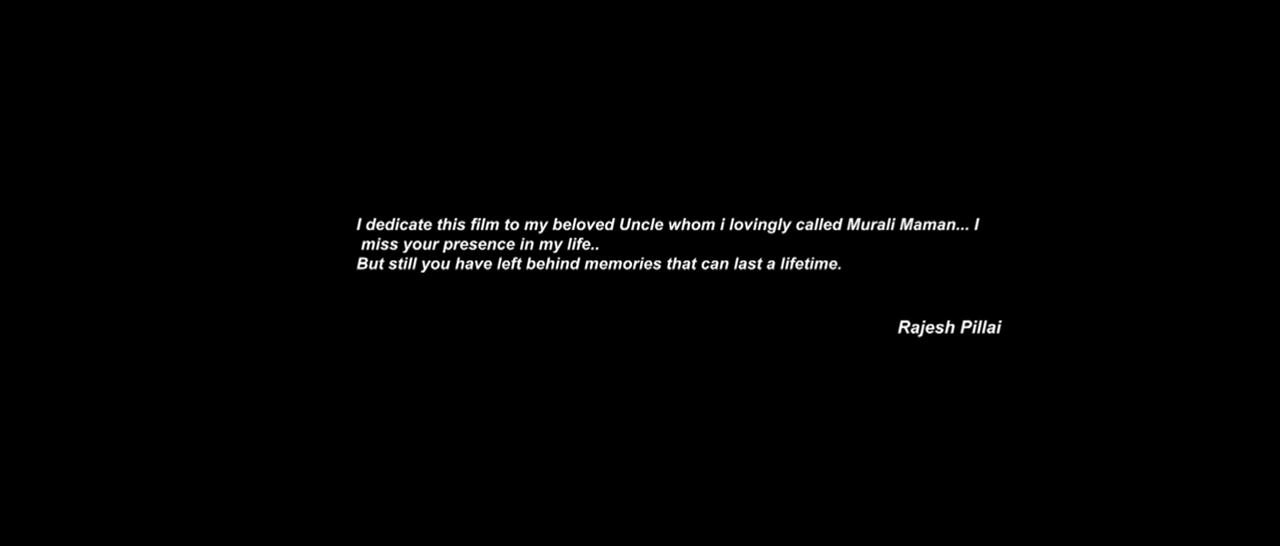 I dedicate this film to my beloved Uncle whom i lovingly called Murali Maman... I
miss your presence in my life..
But still you have left behind memories that can last a lifetime.
Rajesh Pillai